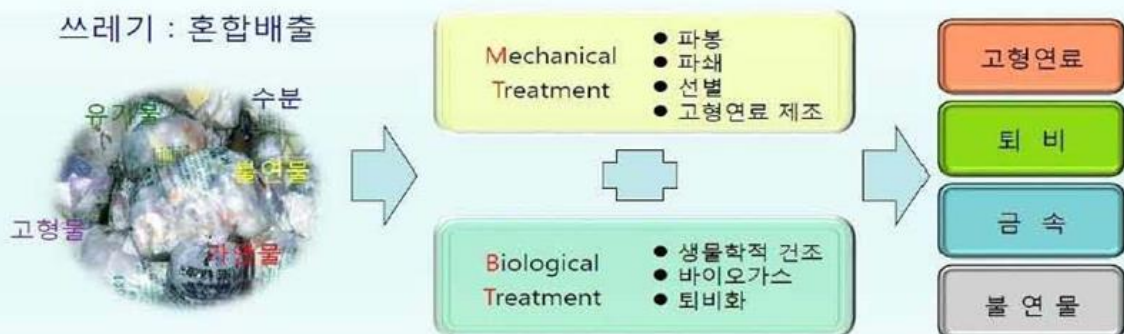 쓰레기 : 혼합배출
유기물
수분
불연물
고형물
가연물
Mechanical
Treatment
● 파봉
● 파쇄
● 선별
● 고형연료 제조
Biological
Treatment
● 생물학적 건조
● 바이오가스
● 퇴비화
고형연료
퇴 비
금 속
불 연 물